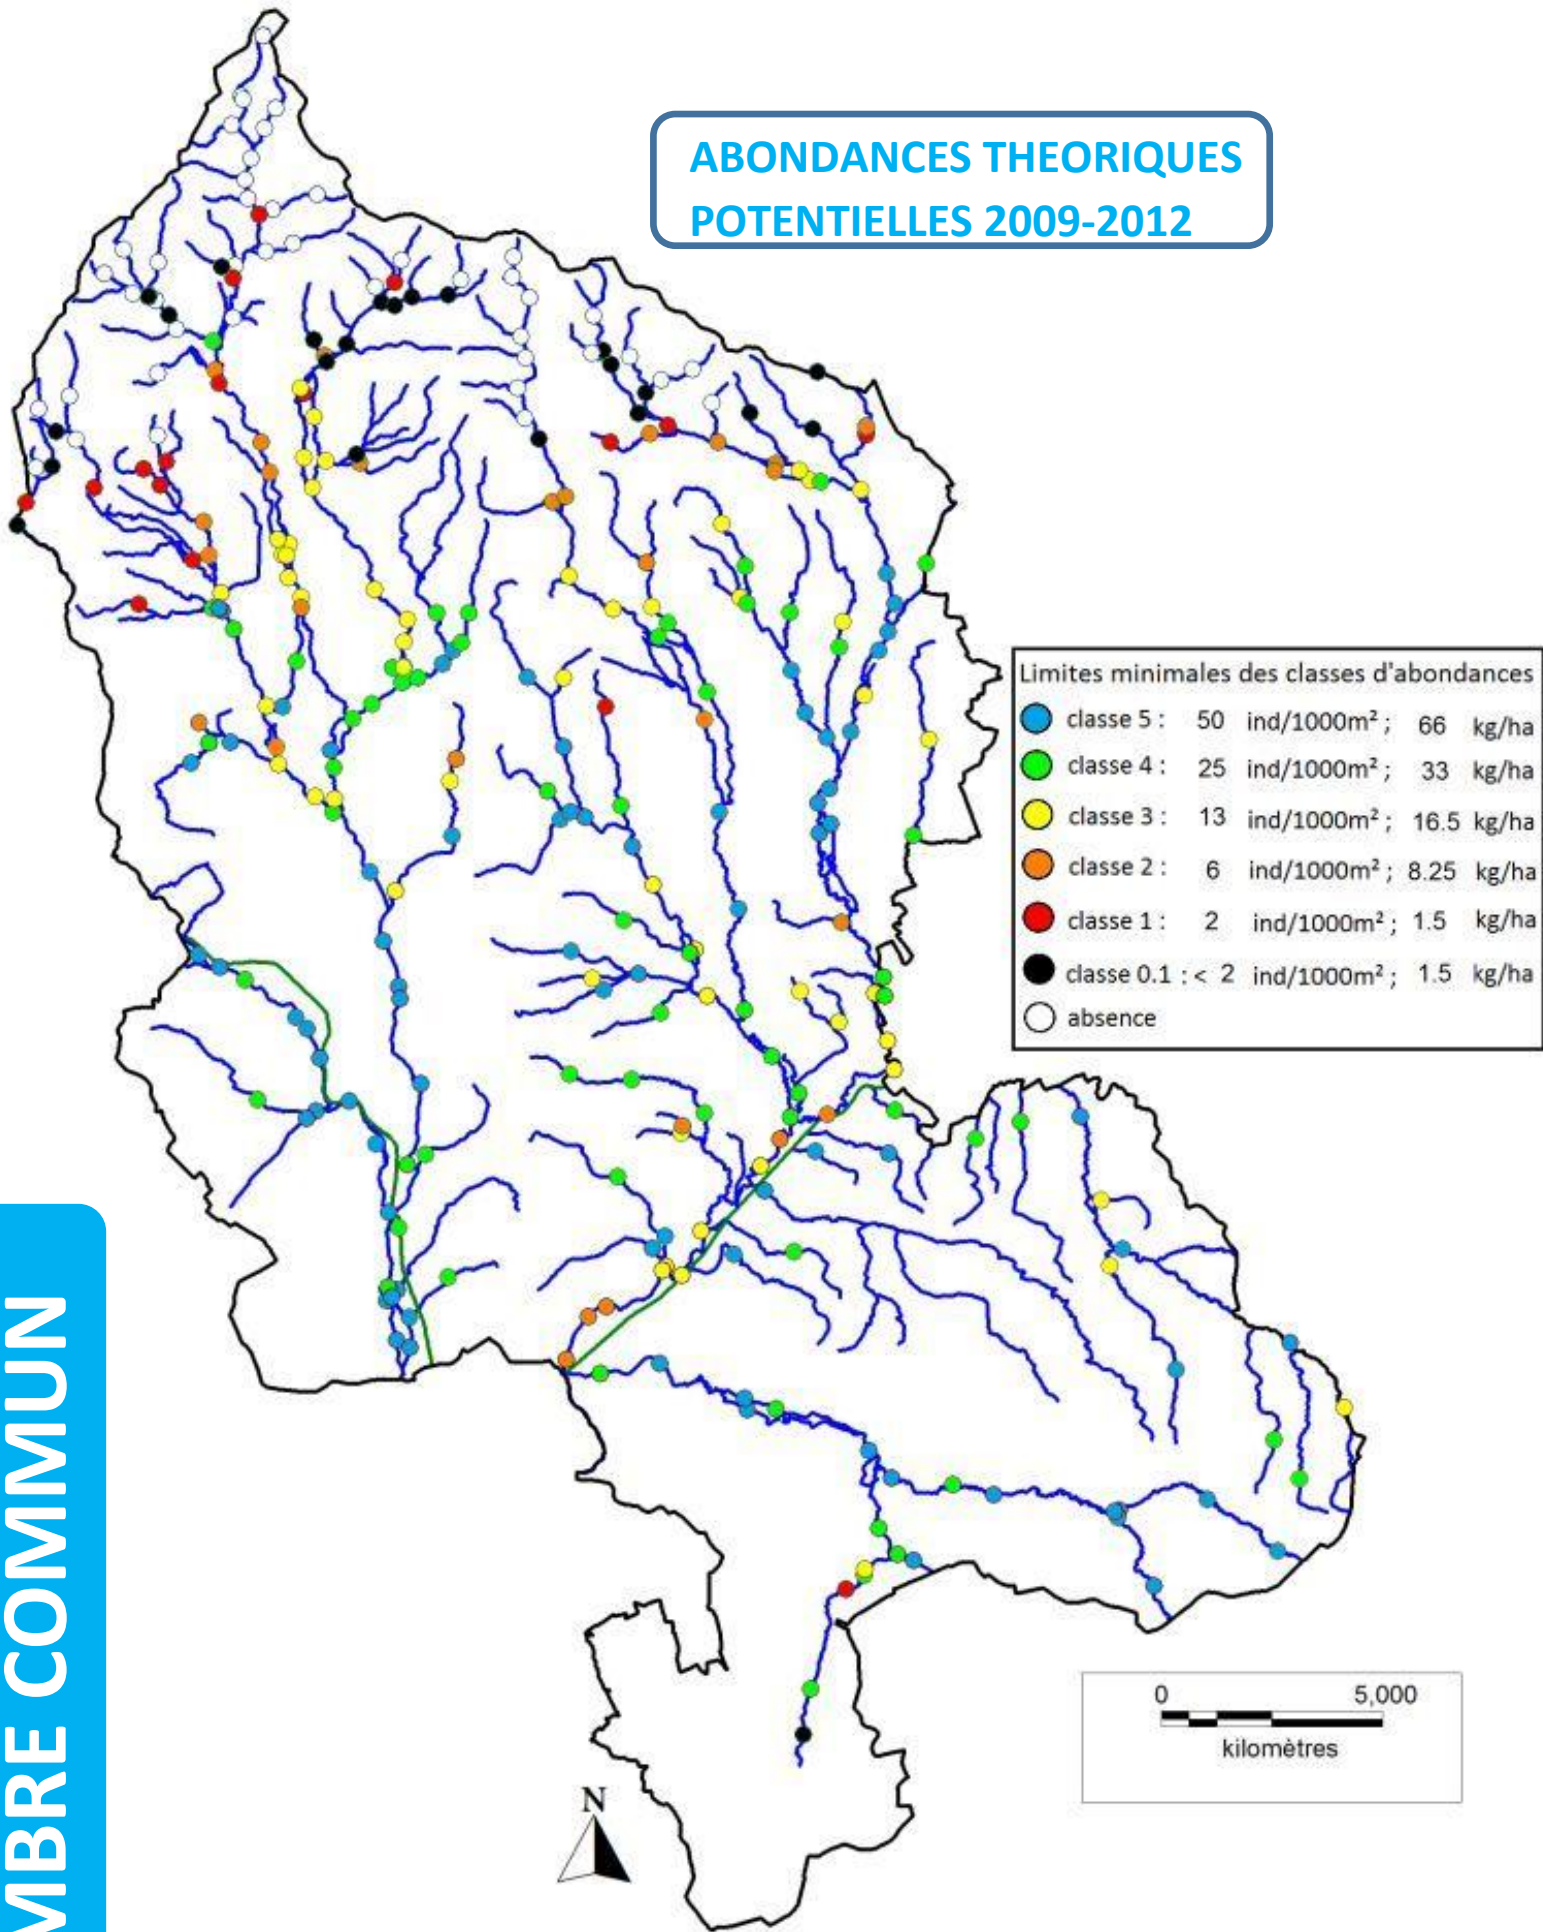 ABONDANCES THEORIQUES
POTENTIELLES 2009-2012
Limites minimales des classes d'abondances
classe 5 : 50 ind/1000m² ; 66 kg/ha
classe 4 : 25 ind/1000m² ; 33 kg/ha
classe 3 : 13 ind/1000m² ; 16.5 kg/ha
classe 2 : 6 ind/1000m² ; 8.25 kg/ha
classe 1 : 2 ind/1000m² ; 1.5 kg/ha
classe 0.1 : < 2 ind/1000m² ; 1.5 kg/ha
absence
MBRE COMMUN
0 5,000
kilomètres
N